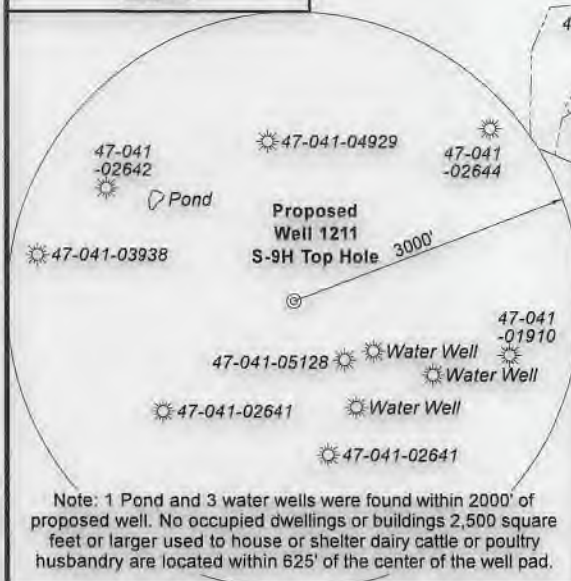 47-041-04929
47-041
-02644
47-041
-02642
Pond
Proposed
Well 1211
S-9H Top Hole
3000'
47-041-03938
47-041
-01910
47-041-05128
Water Well
Water Well
47-041-02641
Water Well
47-041-02641
Note: 1 Pond and 3 water wells were found within 2000' of
proposed well. No occupied dwellings or buildings 2,500 square
feet or larger used to house or shelter dairy cattle or poultry
husbandry are located within 625' of the center of the well pad.